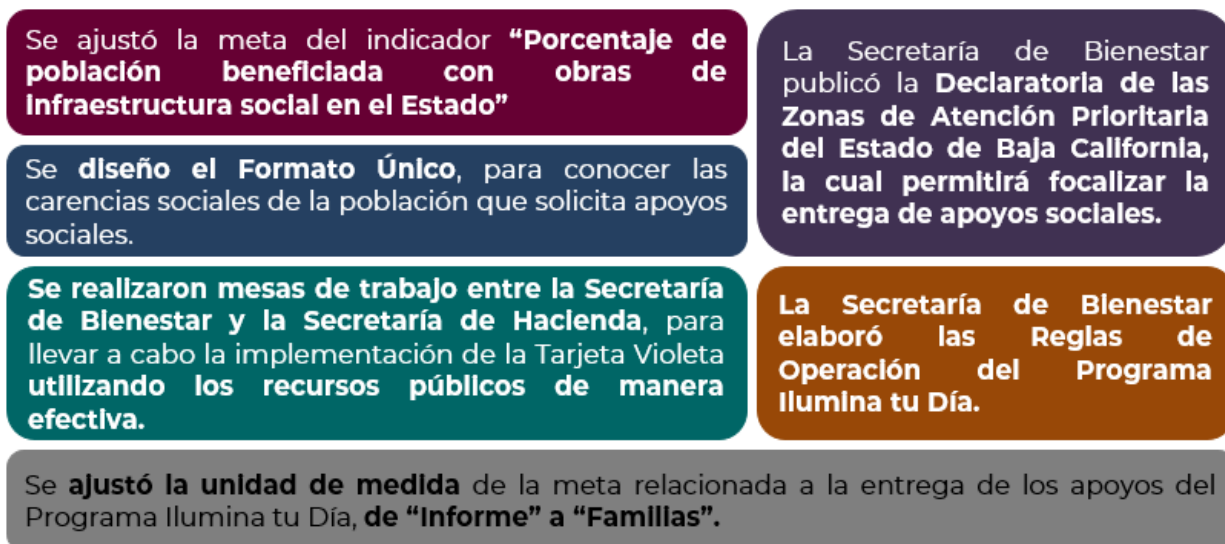 Se ajustó la meta del indicador “Porcentaje de
población beneficiada con obras de
infraestructura social en el Estado”
Se diseño el Formato Único, para conocer las
carencias sociales de la población que solicita apoyos
sociales.
Se realizaron mesas de trabajo entre la Secretaría
de Bienestar y la Secretaría de Hacienda, para
llevar a cabo la implementación de la Tarjeta Violeta
utilizando los recursos públicos de manera
efectiva.
La Secretaría de Bienestar
publicó la Declaratoria de las
Zonas de Atención Prioritaria
del Estado de Baja California,
la cual permitirá focalizar la
entrega de apoyos sociales.
La Secretaría de Bienestar
elaboró las Reglas de
Operación del Programa
Ilumina tu Día.
Se ajustó la unidad de medida de la meta relacionada a la entrega de los apoyos del
Programa Ilumina tu Día, de “Informe” a “Familias”.